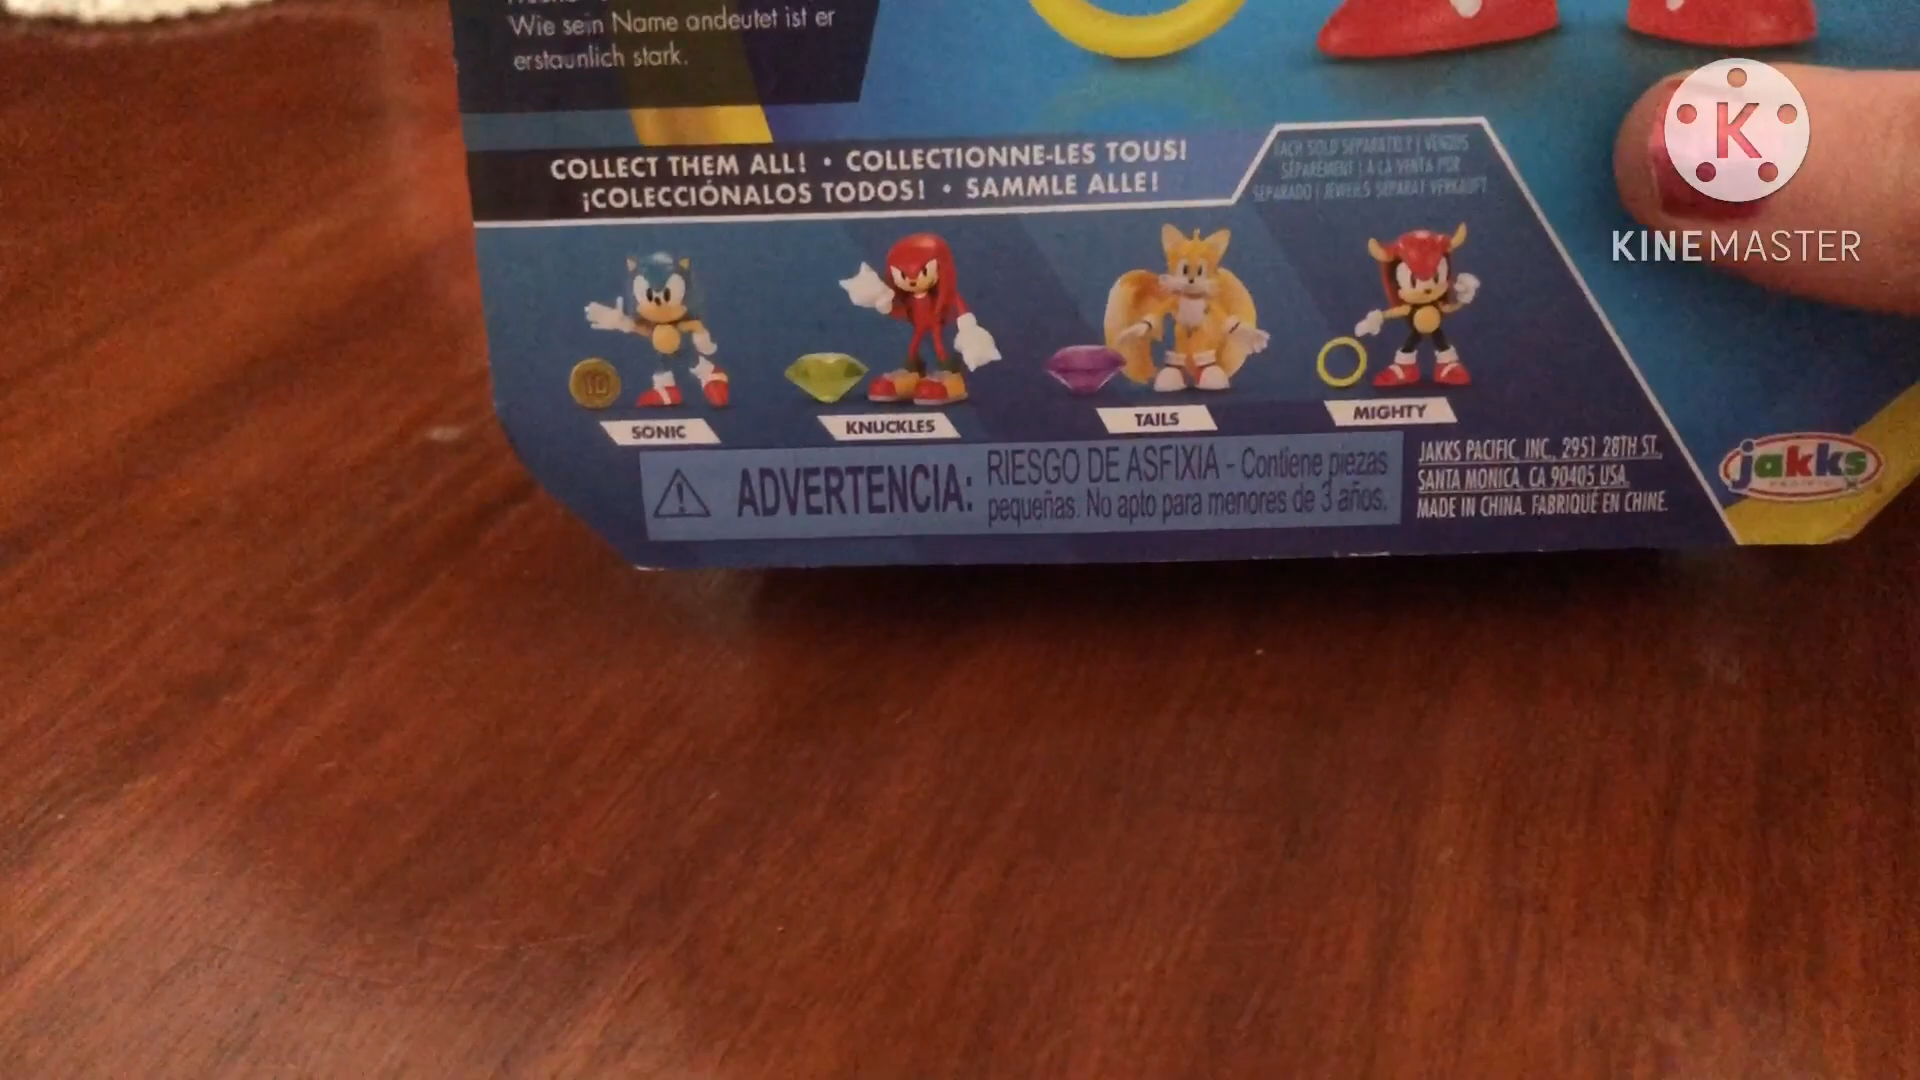 Wie sein Name andeutet ist er
erstaunlich stark.
COLLECT THEM ALL! • COLLECTIONNE-LES TOUS!
¡COLECCIÓNALOS TODOS! • SAMMLE ALLE!
EACH SOLD SEPARATELY | VENDUS
SÉPARÉMENT | A LA VENTA POR
SEPARADO | JEWEILS SEPARAT VERKAUFT
K
KINEMASTER
10
SONIC
KNUCKLES
TAILS
MIGHTY
ADVERTENCIA: RIESGO DE ASFIXIA - Contiene piezas
pequeñas. No apto para menores de 3 años.
JAKKS PACIFIC, INC., 2951 28TH ST.,
SANTA MONICA, CA 90405 USA.
MADE IN CHINA. FABRIQUÉ EN CHINE.
jakks
PACIFIC